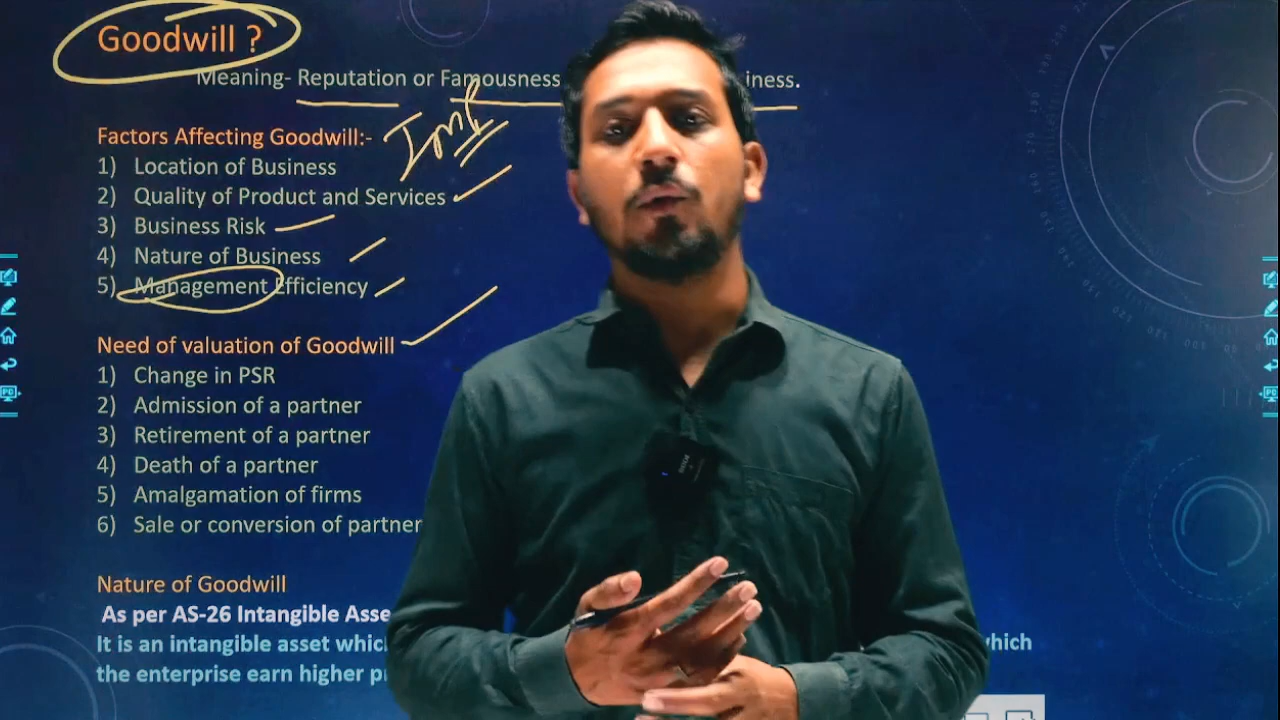 Goodwill ?
Meaning- Reputation or Famousness iness.
Factors Affecting Goodwill:- Imp
1) Location of Business
2) Quality of Product and Services
3) Business Risk
4) Nature of Business
5) Management Efficiency
Need of valuation of Goodwill
1) Change in PSR
2) Admission of a partner
3) Retirement of a partner
4) Death of a partner
5) Amalgamation of firms
6) Sale or conversion of partner
Nature of Goodwill
As per AS-26 Intangible Asse
It is an intangible asset whic which
the enterprise earn higher p